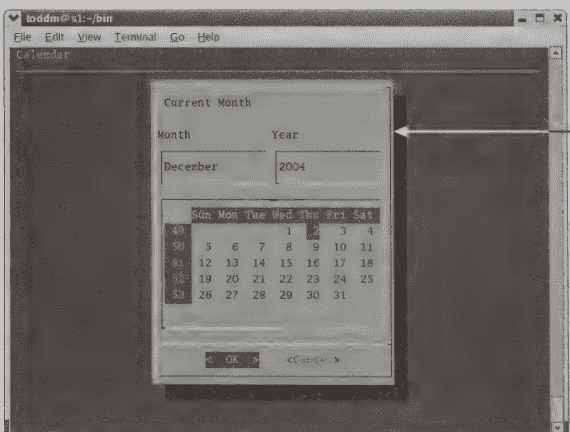 toddm@s1:~/bin
File Edit View Terminal Go Help
Calendar
Current Month
Month Year
December 2004
Sun Mon Tue Wed Thu Fri Sat
49 1 2 3 4
50 5 6 7 8 9 10 11
51 12 13 14 15 16 17 18
52 19 20 21 22 23 24 25
53 26 27 28 29 30 31
< OK > <Cancel >